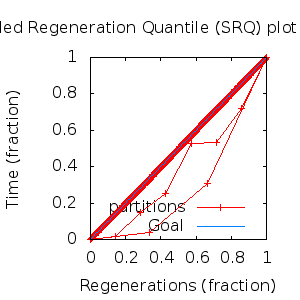 led Regeneration Quantile (SRQ) plot
1
0.8
0.6
0.4
0.2
0
Time (fraction)
partitions
Goal
0 0.2 0.4 0.6 0.8 1
Regenerations (fraction)